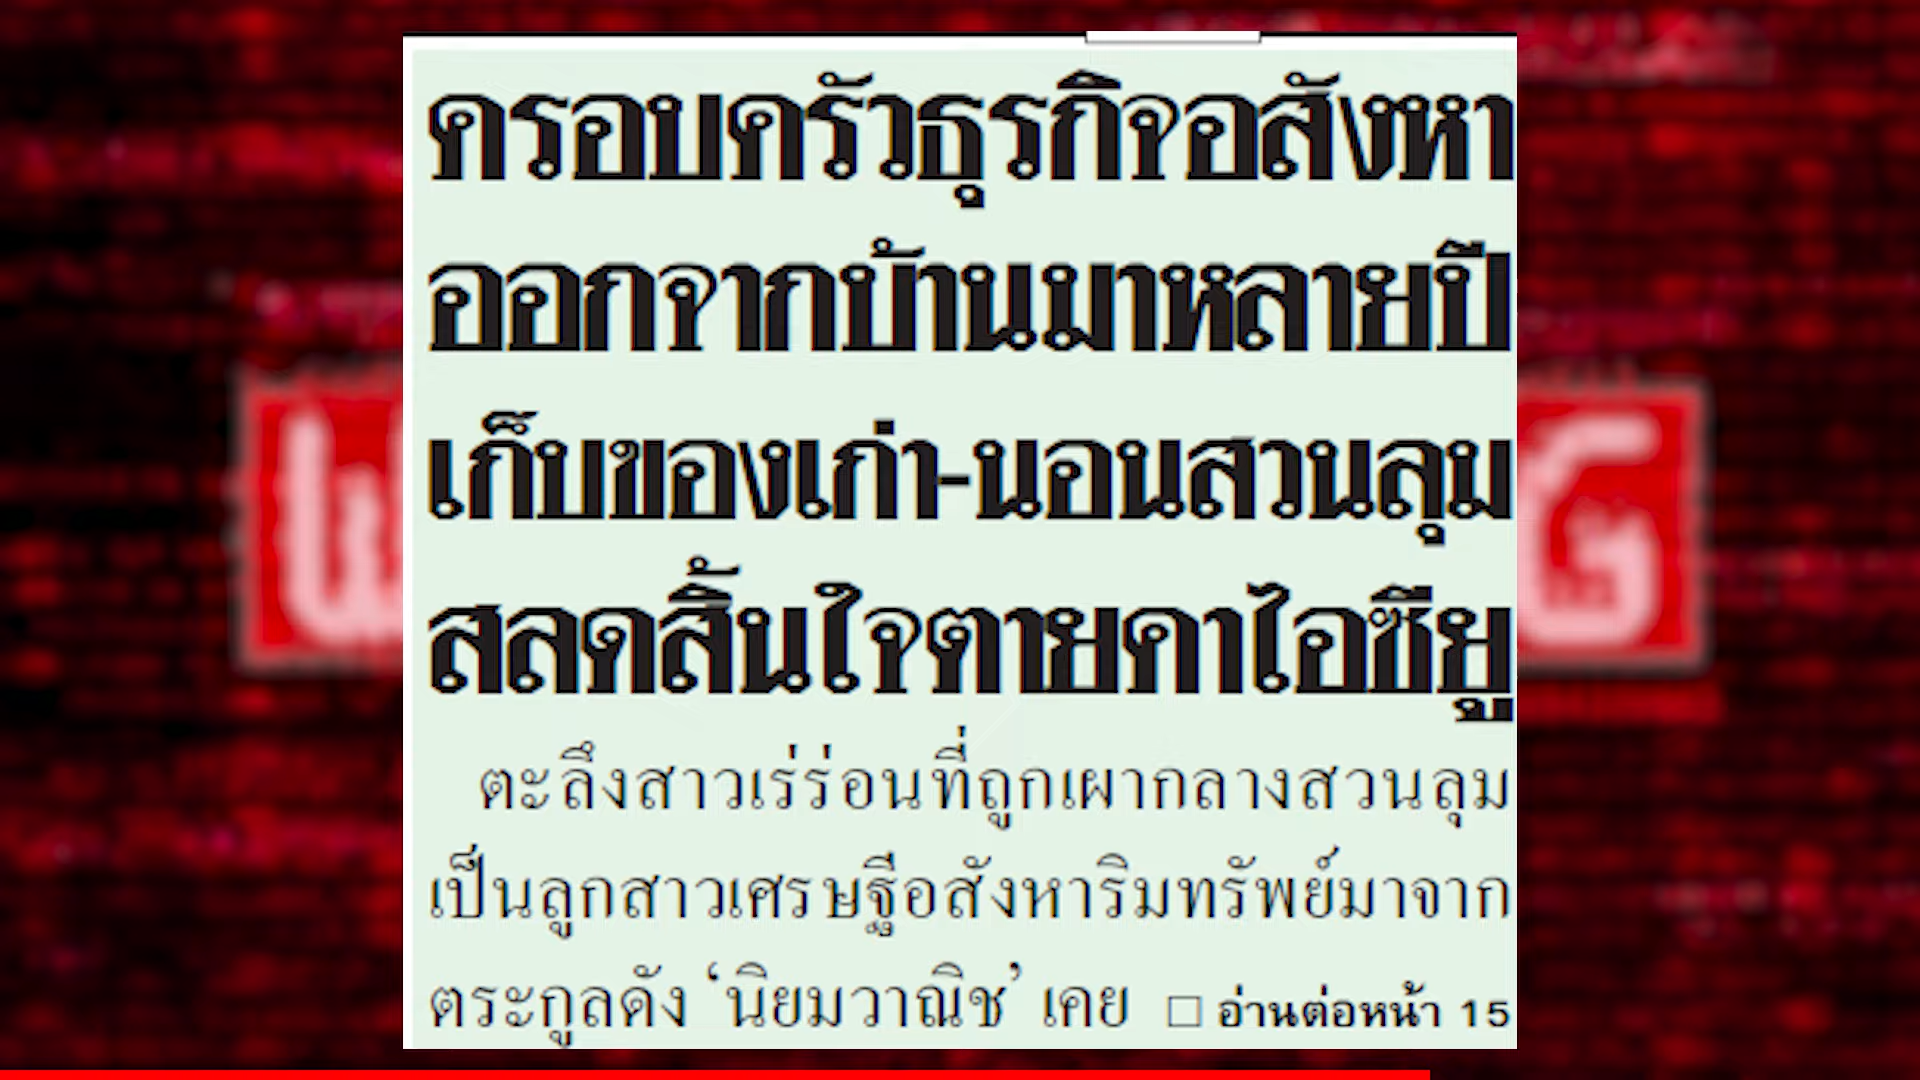 ครอบครัวธุรกิจอสังหา
ออกจากบ้านมาหลายปี
เก็บของเก่า-นอนสวนลุม
สลดสิ้นใจตายคาไอซียู
ตะลึงสาวเร่ร่อนที่ถูกเผากลางสวนลุม
เป็นลูกสาวเศรษฐีอสังหาริมทรัพย์มาจาก
ตระกูลดัง ‘นิยมวาณิช’ เคย □ อ่านต่อหน้า 15